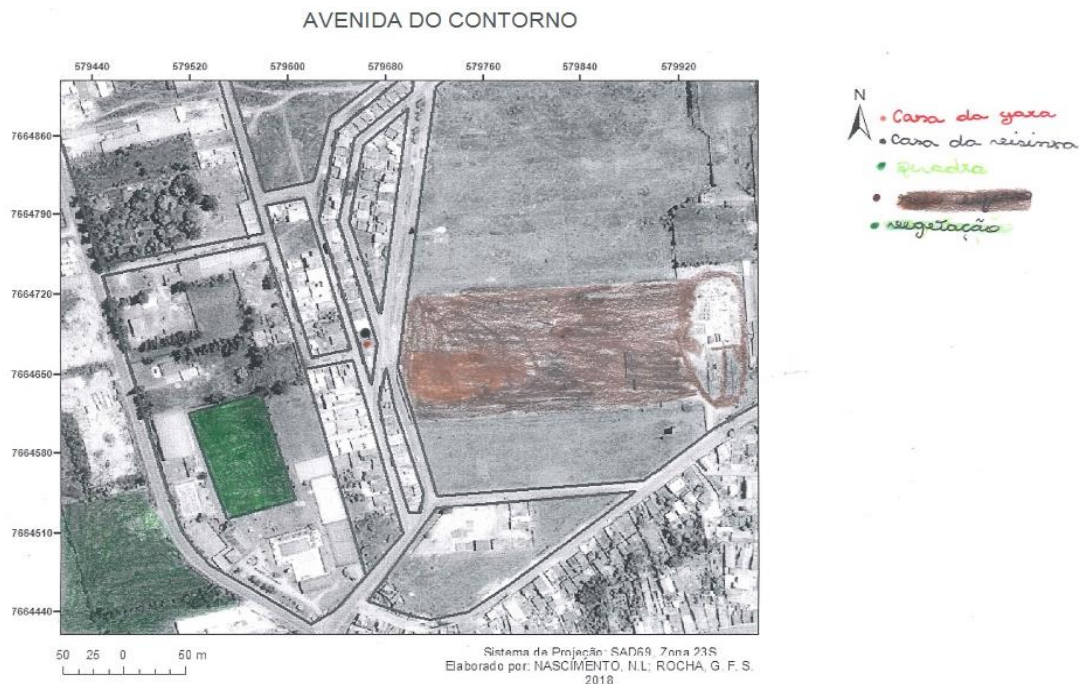 AVENIDA DO CONTORNO
579440 579520 579600 579680 579760 579840 579920
7664860
7664790
7664720
7664650
7664580
7664510
7664440
N
Casa da yara
Casa da visinha
quadra
vegetação
50 25 0 50 m
Sistema de Projeção: SAD69, Zona 23S
Elaborado por: NASCIMENTO, N.L; ROCHA, G. F. S.
2018